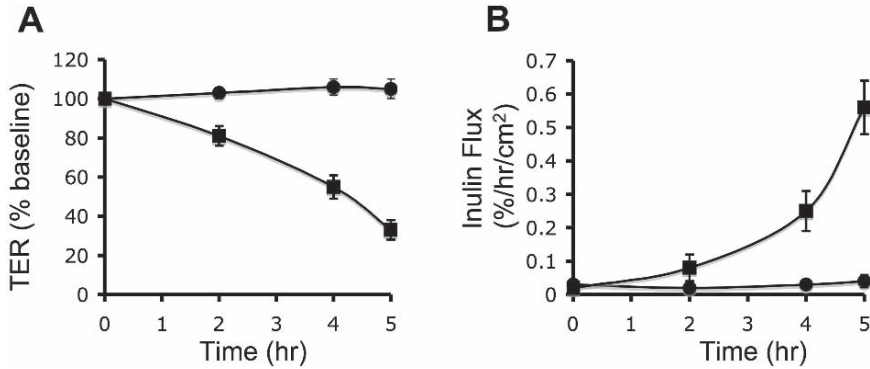 A
TER (% baseline)
120
100
80
60
40
20
0
0 1 2 3 4 5
Time (hr)
B
Inulin Flux
(%/hr/cm²)
0.7
0.6
0.5
0.4
0.3
0.2
0.1
0
0 1 2 3 4 5
Time (hr)